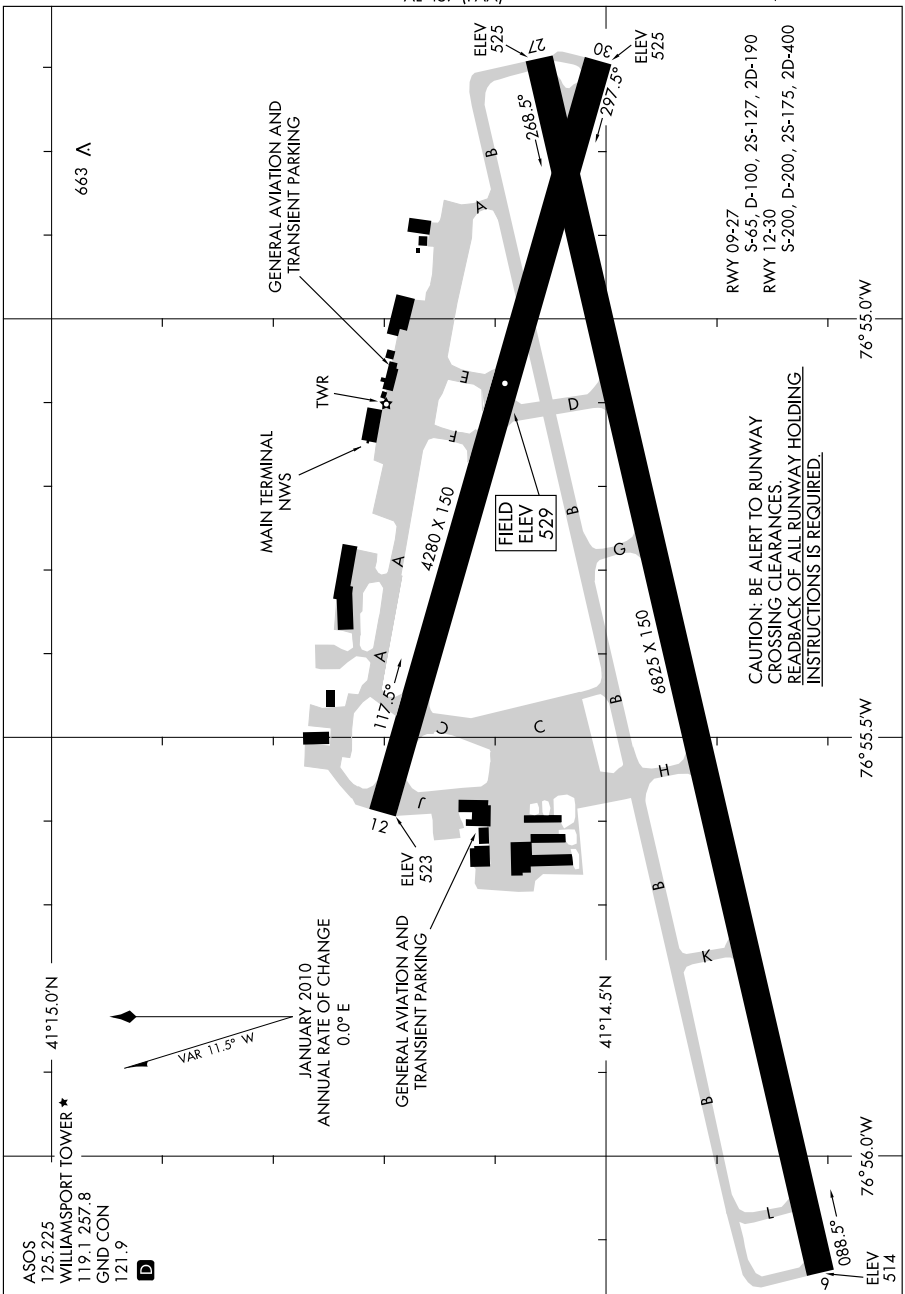 ASOS
125.225
WILLIAMSPORT TOWER ★
119.1 257.8
GND CON
121.9
D
41°15.0'N
VAR 11.5° W
JANUARY 2010
ANNUAL RATE OF CHANGE
0.0° E
GENERAL AVIATION AND
TRANSIENT PARKING
MAIN TERMINAL
NWS
TWR
GENERAL AVIATION AND
TRANSIENT PARKING
663
ELEV
525
27
268.5°
30
ELEV
525
297.5°
B
A
E
F
D
A
4280 X 150
FIELD
ELEV
529
B
G
A
117.5°
12
ELEV
523
J
C
C
B
H
6825 X 150
B
K
41°14.5'N
B
L
088.5°
9
ELEV
514
RWY 09-27
S-65, D-100, 2S-127, 2D-190
RWY 12-30
S-200, D-200, 2S-175, 2D-400
CAUTION: BE ALERT TO RUNWAY
CROSSING CLEARANCES.
READBACK OF ALL RUNWAY HOLDING
INSTRUCTIONS IS REQUIRED.
76°56.0'W
76°55.5'W
76°55.0'W